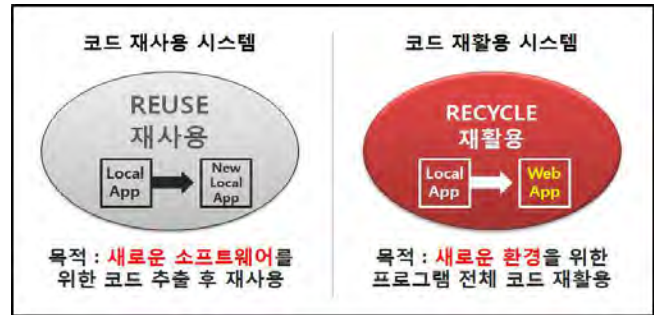 코드 재사용 시스템
REUSE
재사용
Local
App
New
Local
App
목적 : 새로운 소프트웨어를
위한 코드 추출 후 재사용
코드 재활용 시스템
RECYCLE
재활용
Local
App
Web
App
목적 : 새로운 환경을 위한
프로그램 전체 코드 재활용